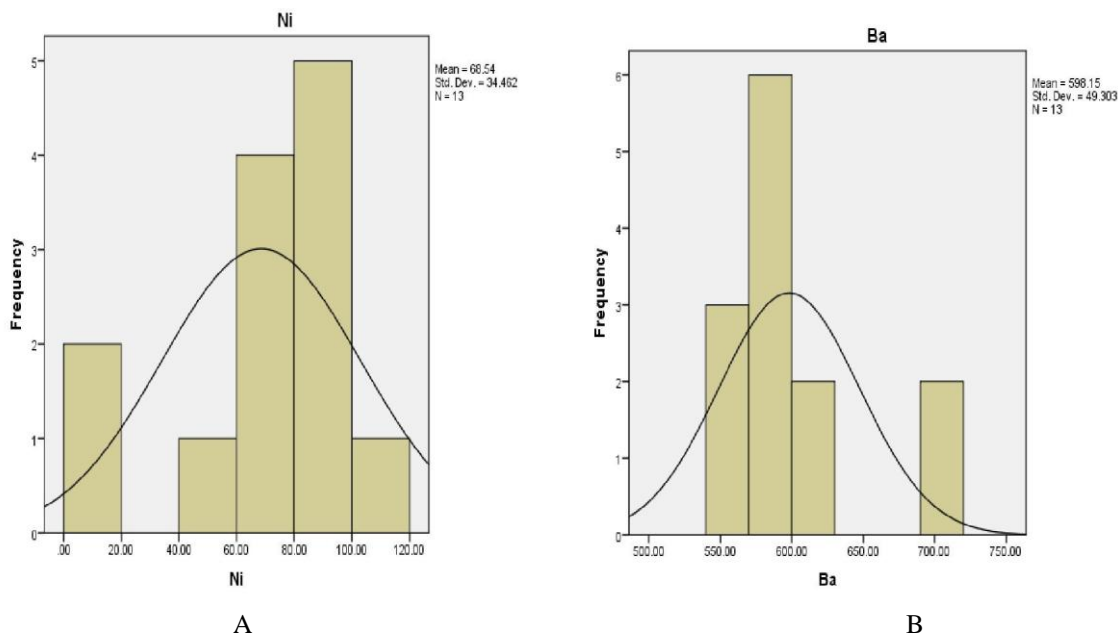 Ni
Mean = 68.54
Std. Dev. = 34.462
N = 13
5
4
3
2
1
0
Frequency
.00 20.00 40.00 60.00 80.00 100.00 120.00
Ni
A
Ba
Mean = 598.15
Std. Dev. = 49.303
N = 13
6
5
4
3
2
1
0
Frequency
500.00 550.00 600.00 650.00 700.00 750.00
Ba
B